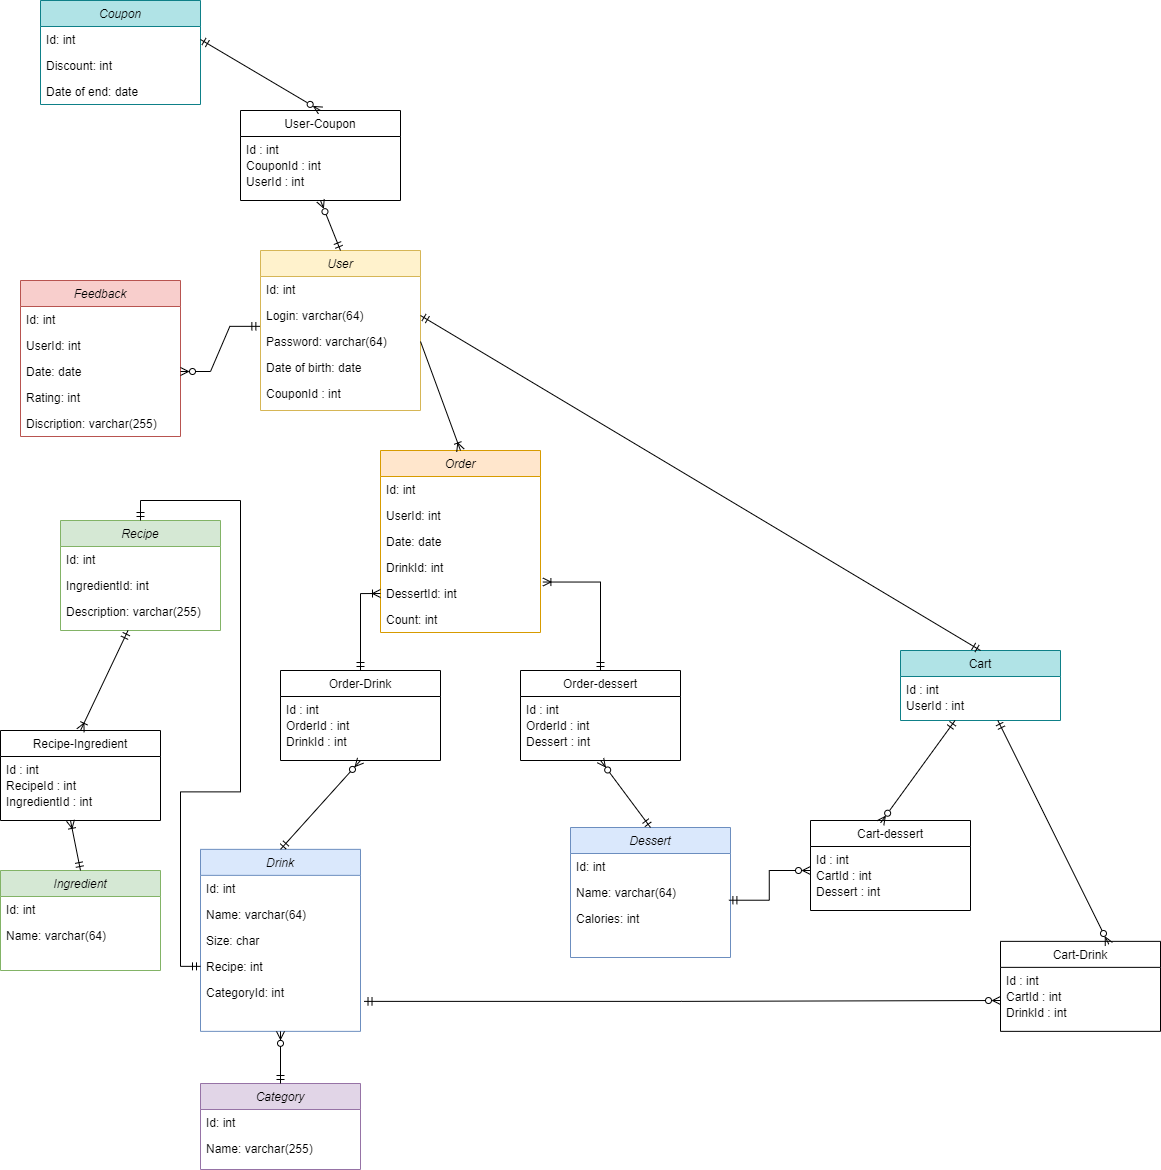 Coupon
Id: int
Discount: int
Date of end: date
User-Coupon
Id : int
CouponId : int
UserId : int
User
Id: int
Login: varchar(64)
Password: varchar(64)
Date of birth: date
CouponId : int
Feedback
Id: int
UserId: int
Date: date
Rating: int
Discription: varchar(255)
Order
Id: int
UserId: int
Date: date
DrinkId: int
DessertId: int
Count: int
Recipe
Id: int
IngredientId: int
Description: varchar(255)
Order-Drink
Id : int
OrderId : int
DrinkId : int
Order-dessert
Id : int
OrderId : int
Dessert : int
Cart
Id : int
UserId : int
Recipe-Ingredient
Id : int
RecipeId : int
IngredientId : int
Ingredient
Id: int
Name: varchar(64)
Drink
Id: int
Name: varchar(64)
Size: char
Recipe: int
CategoryId: int
Dessert
Id: int
Name: varchar(64)
Calories: int
Cart-dessert
Id : int
CartId : int
Dessert : int
Cart-Drink
Id : int
CartId : int
DrinkId : int
Category
Id: int
Name: varchar(255)